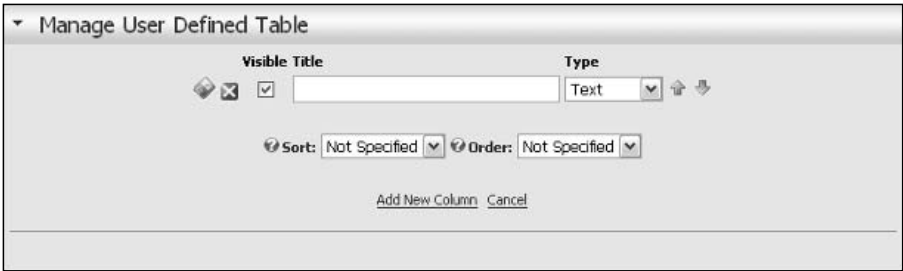 Manage User Defined Table
Visible Title Type
Text
Sort: Not Specified Order: Not Specified
Add New Column Cancel